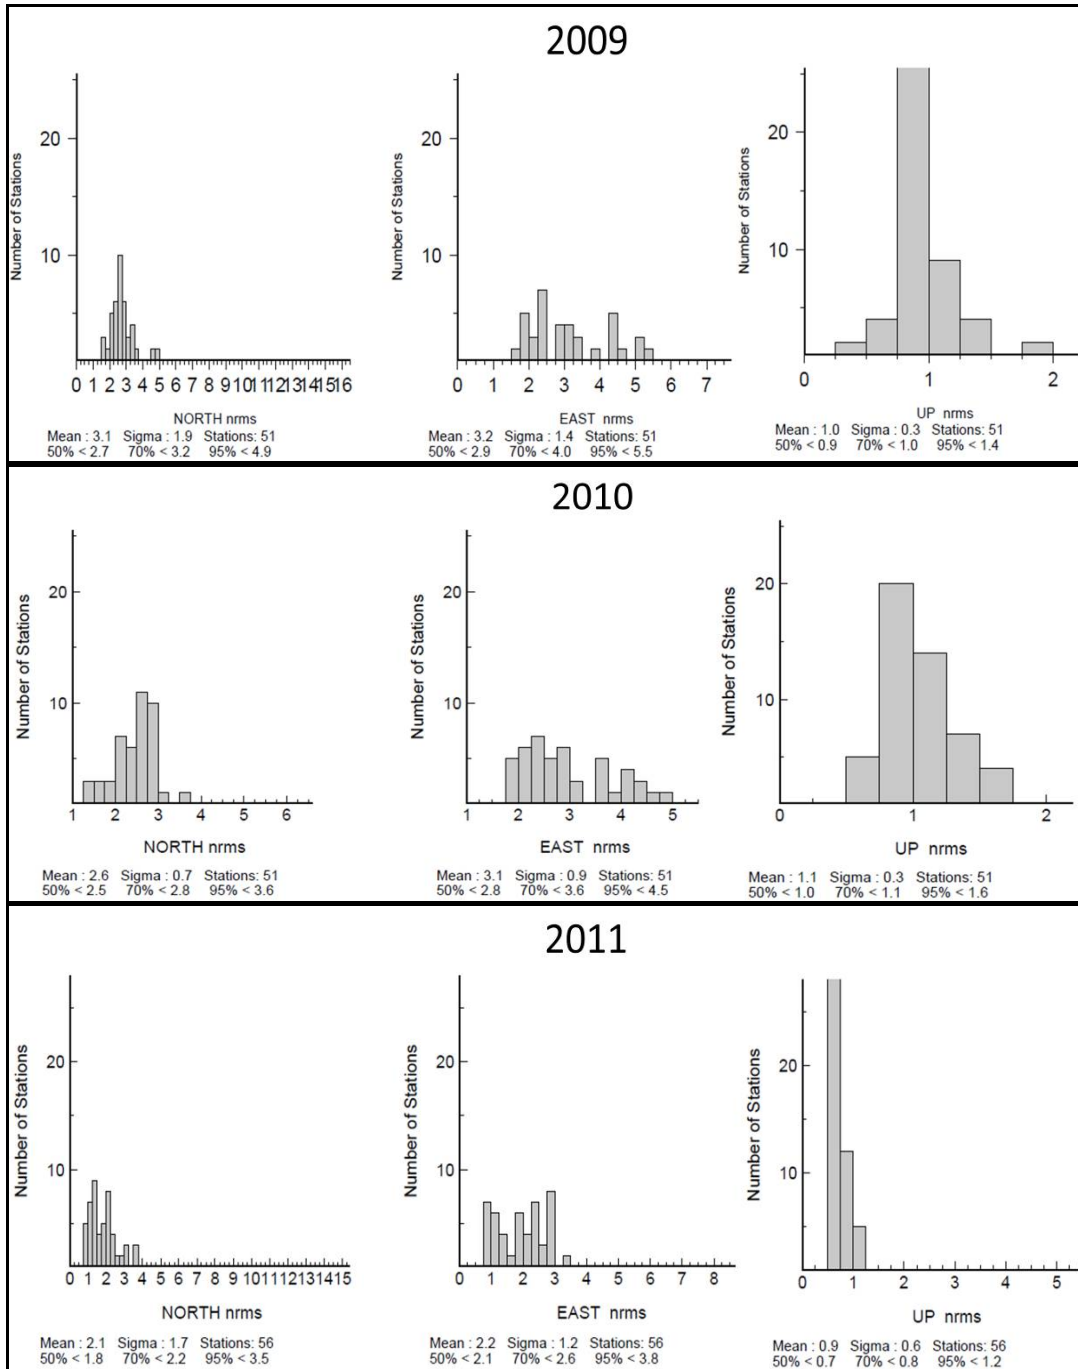 2009
Number of Stations
20
10
0 1 2 3 4 5 6 7 8 9 10 11 12 13 14 15 16
NORTH nrms
Mean : 3.1 Sigma : 1.9 Stations: 51
50% < 2.7 70% < 3.2 95% < 4.9
Number of Stations
20
10
0 1 2 3 4 5 6 7
EAST nrms
Mean : 3.2 Sigma : 1.4 Stations: 51
50% < 2.9 70% < 4.0 95% < 5.5
Number of Stations
20
10
0 1 2
UP nrms
Mean : 1.0 Sigma : 0.3 Stations: 51
50% < 0.9 70% < 1.0 95% < 1.4
2010
Number of Stations
20
10
1 2 3 4 5 6
NORTH nrms
Mean : 2.6 Sigma : 0.7 Stations: 51
50% < 2.5 70% < 2.8 95% < 3.6
Number of Stations
20
10
1 2 3 4 5
EAST nrms
Mean : 3.1 Sigma : 0.9 Stations: 51
50% < 2.8 70% < 3.6 95% < 4.5
Number of Stations
20
10
0 1 2
UP nrms
Mean : 1.1 Sigma : 0.3 Stations: 51
50% < 1.0 70% < 1.1 95% < 1.6
2011
Number of Stations
20
10
0 1 2 3 4 5 6 7 8 9 10 11 12 13 14 15
NORTH nrms
Mean : 2.1 Sigma : 1.7 Stations: 56
50% < 1.8 70% < 2.2 95% < 3.5
Number of Stations
20
10
0 1 2 3 4 5 6 7 8
EAST nrms
Mean : 2.2 Sigma : 1.2 Stations: 56
50% < 2.1 70% < 2.6 95% < 3.8
Number of Stations
20
10
0 1 2 3 4 5
UP nrms
Mean : 0.9 Sigma : 0.6 Stations: 56
50% < 0.7 70% < 0.8 95% < 1.2